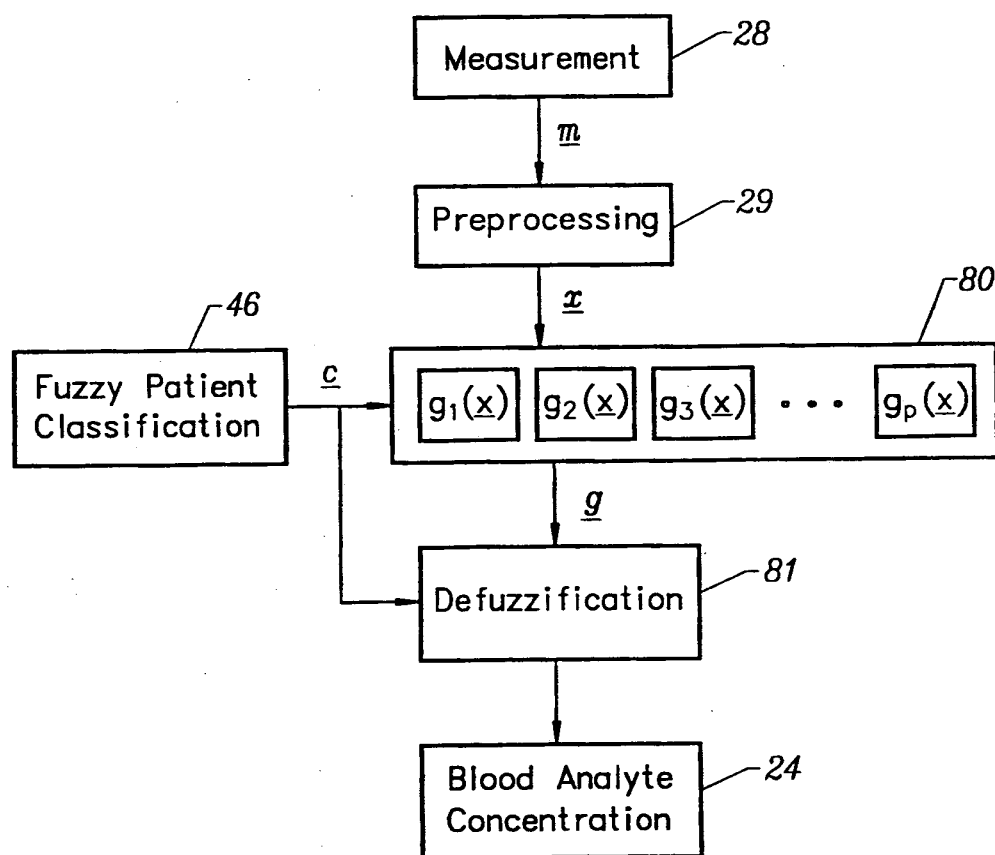 Measurement
28
m
Preprocessing
29
x
80
46
Fuzzy Patient
Classification
c
g₁(x) g₂(x) g₃(x) ··· gₚ(x)
g
Defuzzification
81
Blood Analyte
Concentration
24